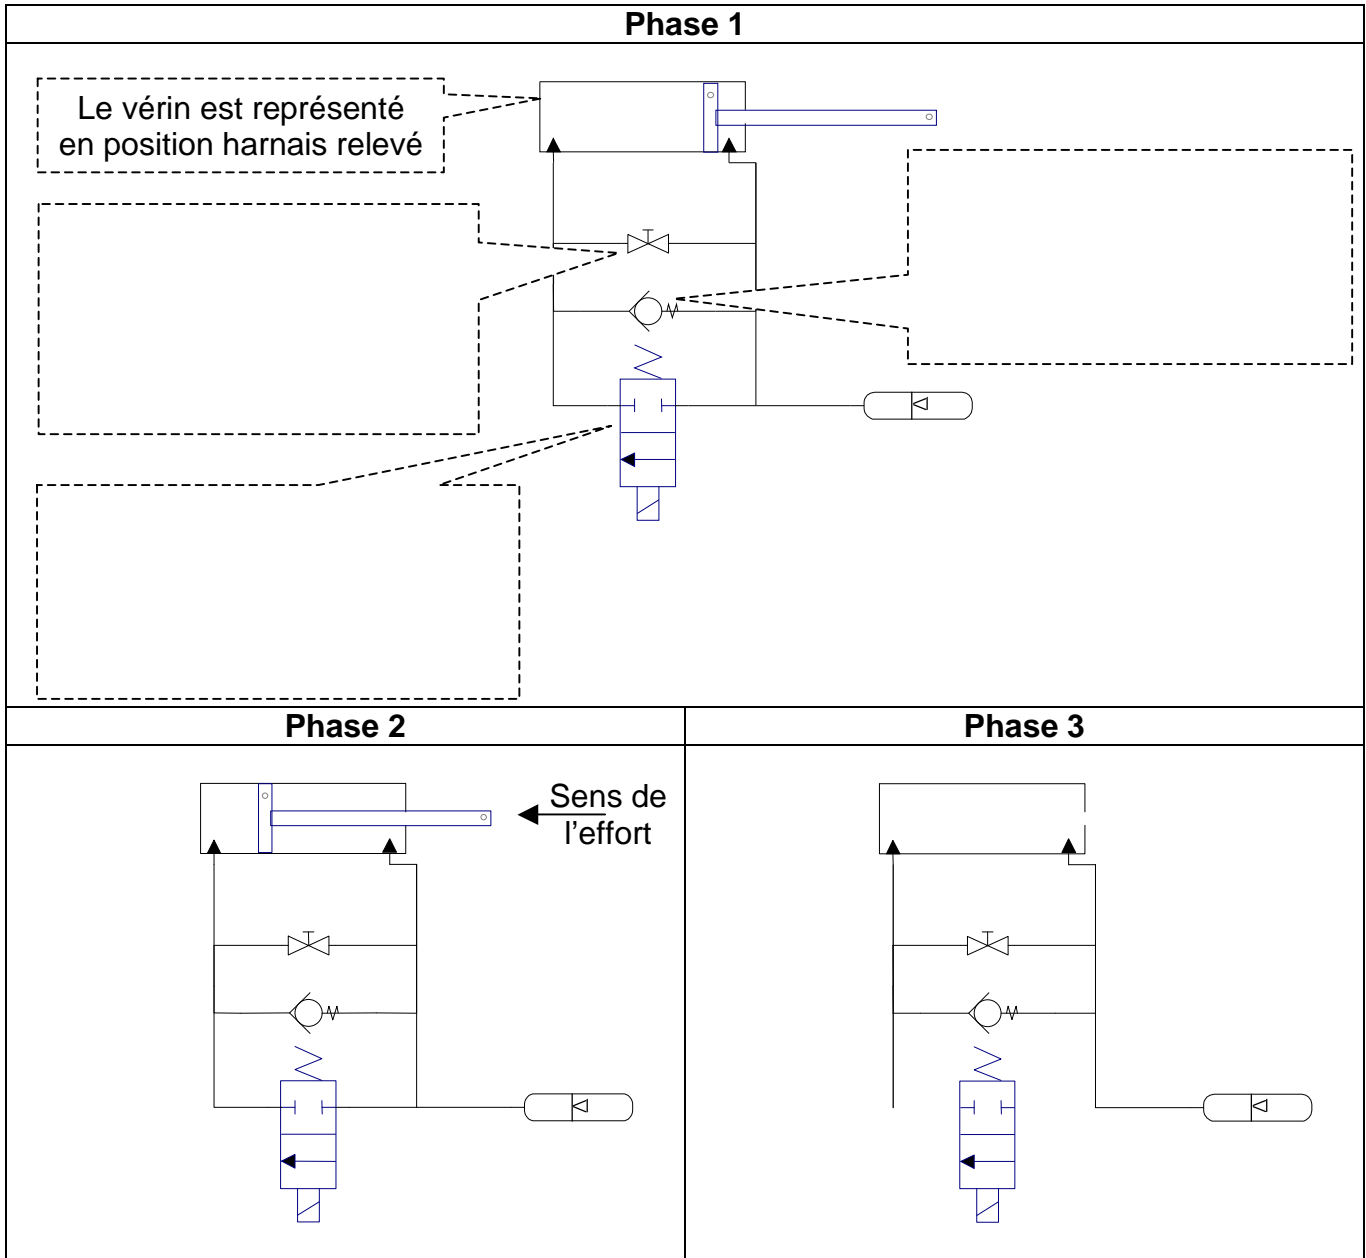 Phase 1
Le vérin est représenté
en position harnais relevé
Phase 2
Phase 3
Sens de
l'effort